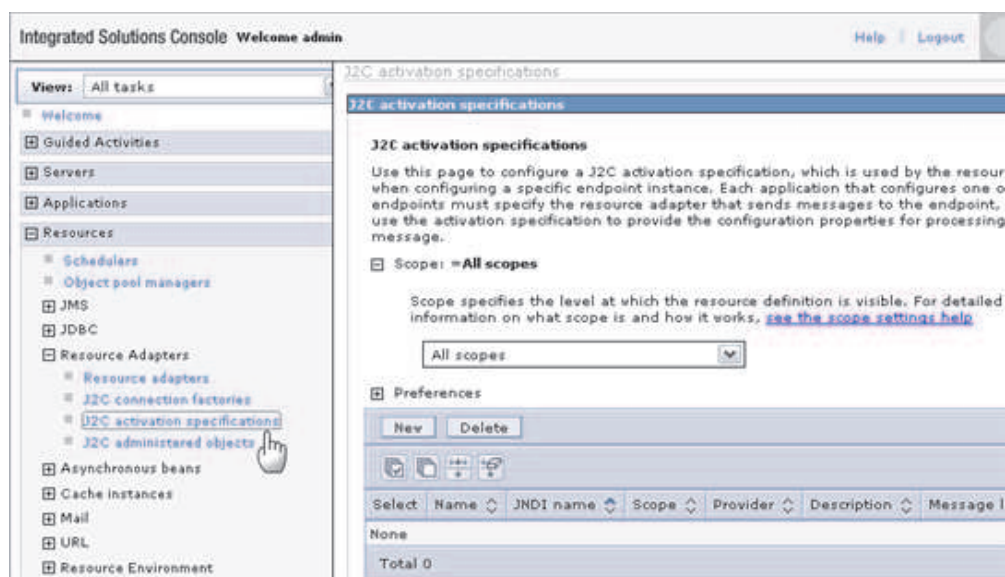 Integrated Solutions Console Welcome admin
Help Logout
View: All tasks
Welcome
Guided Activities
Servers
Applications
Resources
Schedulers
Object pool managers
JMS
JDBC
Resource Adapters
Resource adapters
J2C connection factories
J2C activation specifications
J2C administered objects
Asynchronous beans
Cache instances
Mail
URL
Resource Environment
J2C activation specifications
J2C activation specifications
J2C activation specifications
Use this page to configure a J2C activation specification, which is used by the resour
when configuring a specific endpoint instance. Each application that configures one o
endpoints must specify the resource adapter that sends messages to the endpoint,
use the activation specification to provide the configuration properties for processing
message.
Scope: =All scopes
Scope specifies the level at which the resource definition is visible. For detailed
information on what scope is and how it works, see the scope settings help
All scopes
Preferences
New Delete
Select Name JNDI name Scope Provider Description Message l
None
Total 0